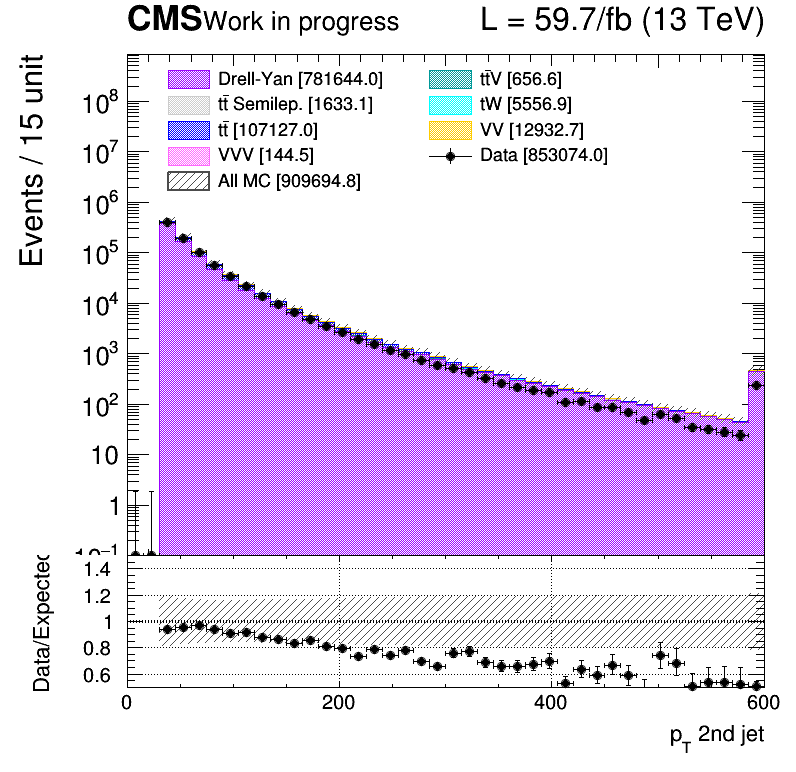 CMS Work in progress L = 59.7/fb (13 TeV)
Events / 15 unit
Drell-Yan [781644.0] tt̄V [656.6]
tt̄ Semilep. [1633.1] tW [5556.9]
tt̄ [107127.0] VV [12932.7]
VVV [144.5] Data [853074.0]
All MC [909694.8]
10⁸
10⁷
10⁶
10⁵
10⁴
10³
10²
10
1
10⁻¹
Data/Expected
1.4
1.2
1
0.8
0.6
0 200 400 600
p_T 2nd jet